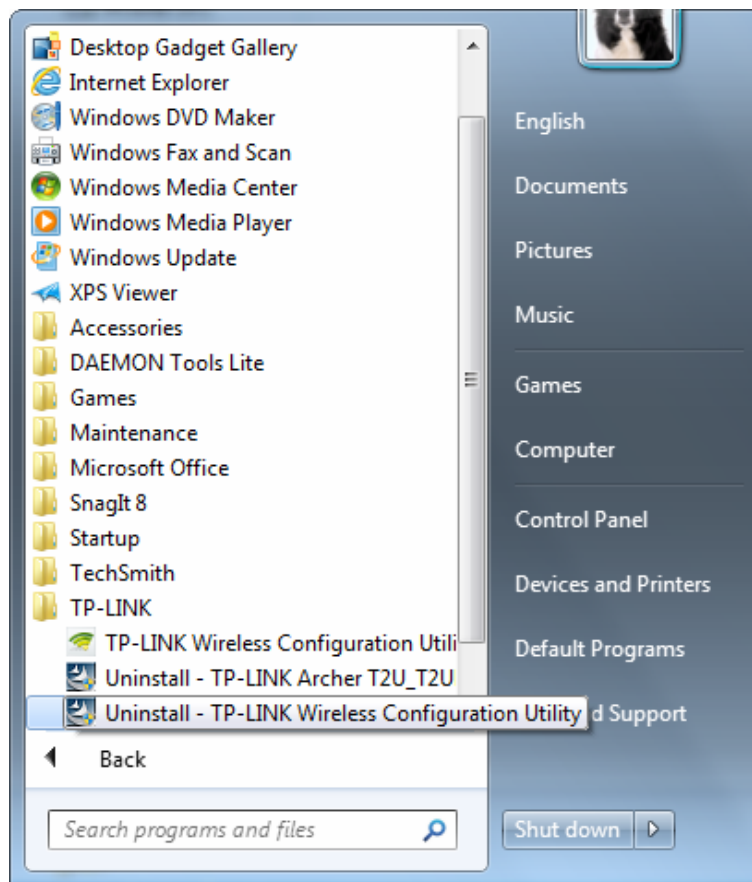 Desktop Gadget Gallery
Internet Explorer
Windows DVD Maker
Windows Fax and Scan
Windows Media Center
Windows Media Player
Windows Update
XPS Viewer
Accessories
DAEMON Tools Lite
Games
Maintenance
Microsoft Office
SnagIt 8
Startup
TechSmith
TP-LINK
TP-LINK Wireless Configuration Utili
Uninstall - TP-LINK Archer T2U_T2U
Uninstall - TP-LINK Wireless Configuration Utility
Back
Search programs and files
English
Documents
Pictures
Music
Games
Computer
Control Panel
Devices and Printers
Default Programs
d Support
Shut down